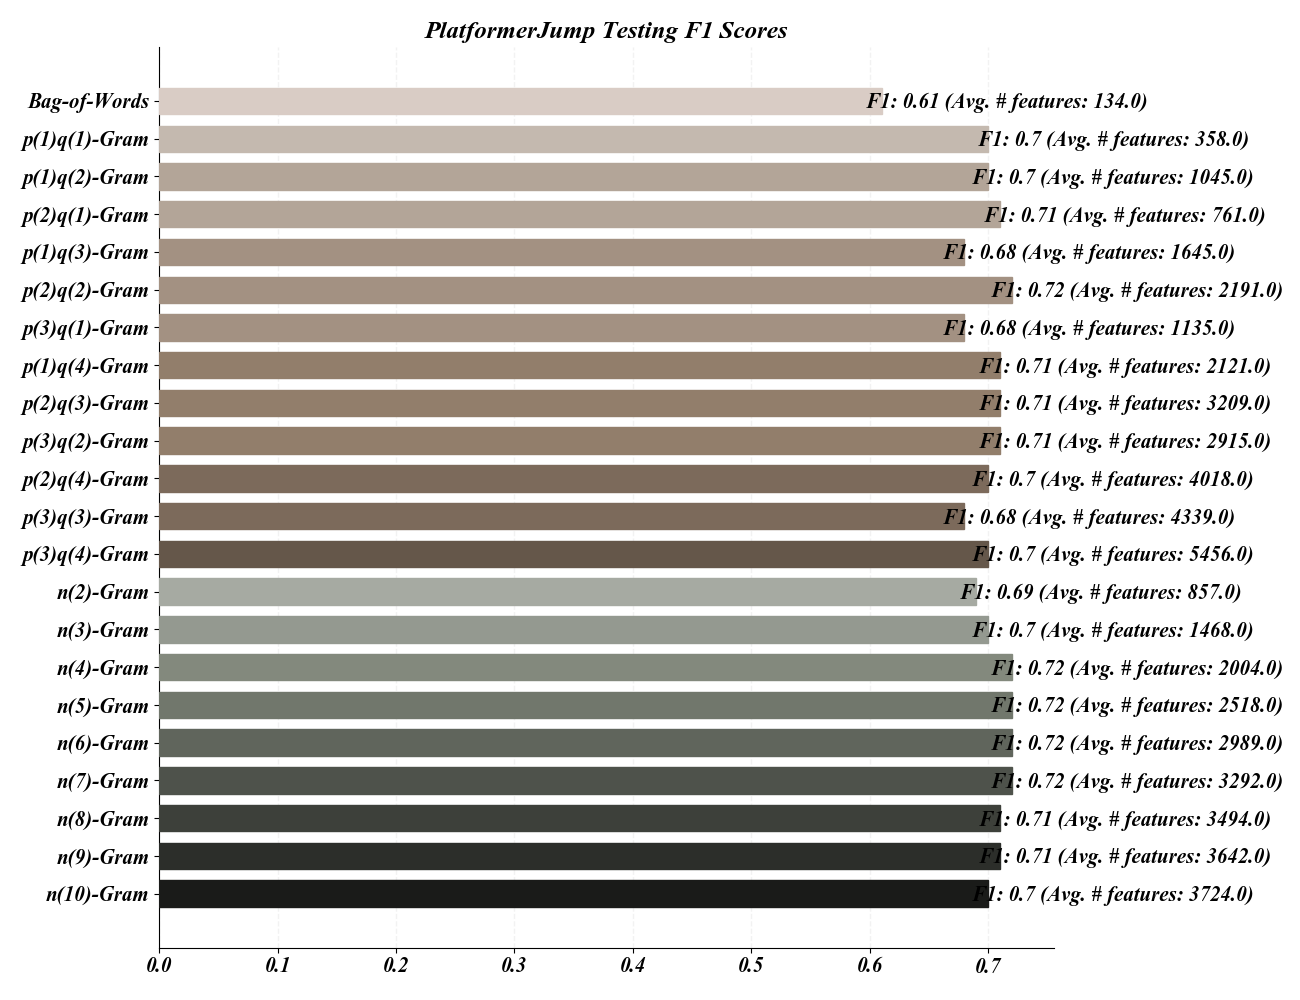 PlatformerJump Testing F1 Scores
Bag-of-Words F1: 0.61 (Avg. # features: 134.0)
p(1)q(1)-Gram F1: 0.7 (Avg. # features: 358.0)
p(1)q(2)-Gram F1: 0.7 (Avg. # features: 1045.0)
p(2)q(1)-Gram F1: 0.71 (Avg. # features: 761.0)
p(1)q(3)-Gram F1: 0.68 (Avg. # features: 1645.0)
p(2)q(2)-Gram F1: 0.72 (Avg. # features: 2191.0)
p(3)q(1)-Gram F1: 0.68 (Avg. # features: 1135.0)
p(1)q(4)-Gram F1: 0.71 (Avg. # features: 2121.0)
p(2)q(3)-Gram F1: 0.71 (Avg. # features: 3209.0)
p(3)q(2)-Gram F1: 0.71 (Avg. # features: 2915.0)
p(2)q(4)-Gram F1: 0.7 (Avg. # features: 4018.0)
p(3)q(3)-Gram F1: 0.68 (Avg. # features: 4339.0)
p(3)q(4)-Gram F1: 0.7 (Avg. # features: 5456.0)
n(2)-Gram F1: 0.69 (Avg. # features: 857.0)
n(3)-Gram F1: 0.7 (Avg. # features: 1468.0)
n(4)-Gram F1: 0.72 (Avg. # features: 2004.0)
n(5)-Gram F1: 0.72 (Avg. # features: 2518.0)
n(6)-Gram F1: 0.72 (Avg. # features: 2989.0)
n(7)-Gram F1: 0.72 (Avg. # features: 3292.0)
n(8)-Gram F1: 0.71 (Avg. # features: 3494.0)
n(9)-Gram F1: 0.71 (Avg. # features: 3642.0)
n(10)-Gram F1: 0.7 (Avg. # features: 3724.0)
0.0 0.1 0.2 0.3 0.4 0.5 0.6 0.7